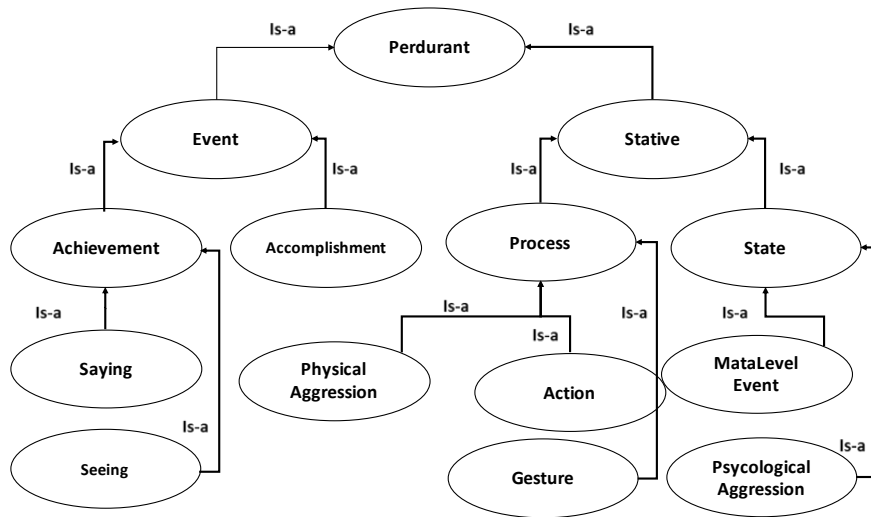 Is-a
Is-a
Perdurant
Event
Stative
Is-a
Is-a
Is-a
Is-a
Achievement
Accomplishment
Process
State
Is-a
Is-a
Is-a
Is-a
Is-a
Saying
Physical
Aggression
Action
MataLevel
Event
Is-a
Is-a
Seeing
Gesture
Psycological
Aggression